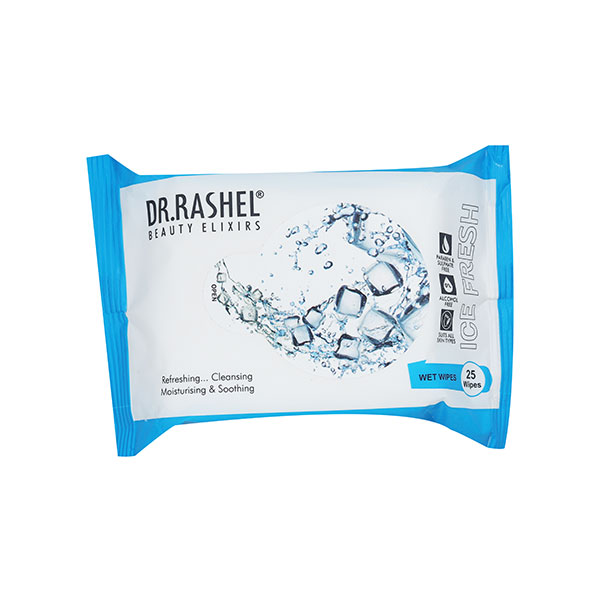 DR.RASHEL®
BEAUTY ELIXIRS
OPEN
Refreshing... Cleansing
Moisturising & Soothing
PARABEN &
SULPHATE
FREE
0%
ALCOHOL
FREE
SUITS ALL
SKIN TYPES
ICE FRESH
WET WIPES
25
Wipes